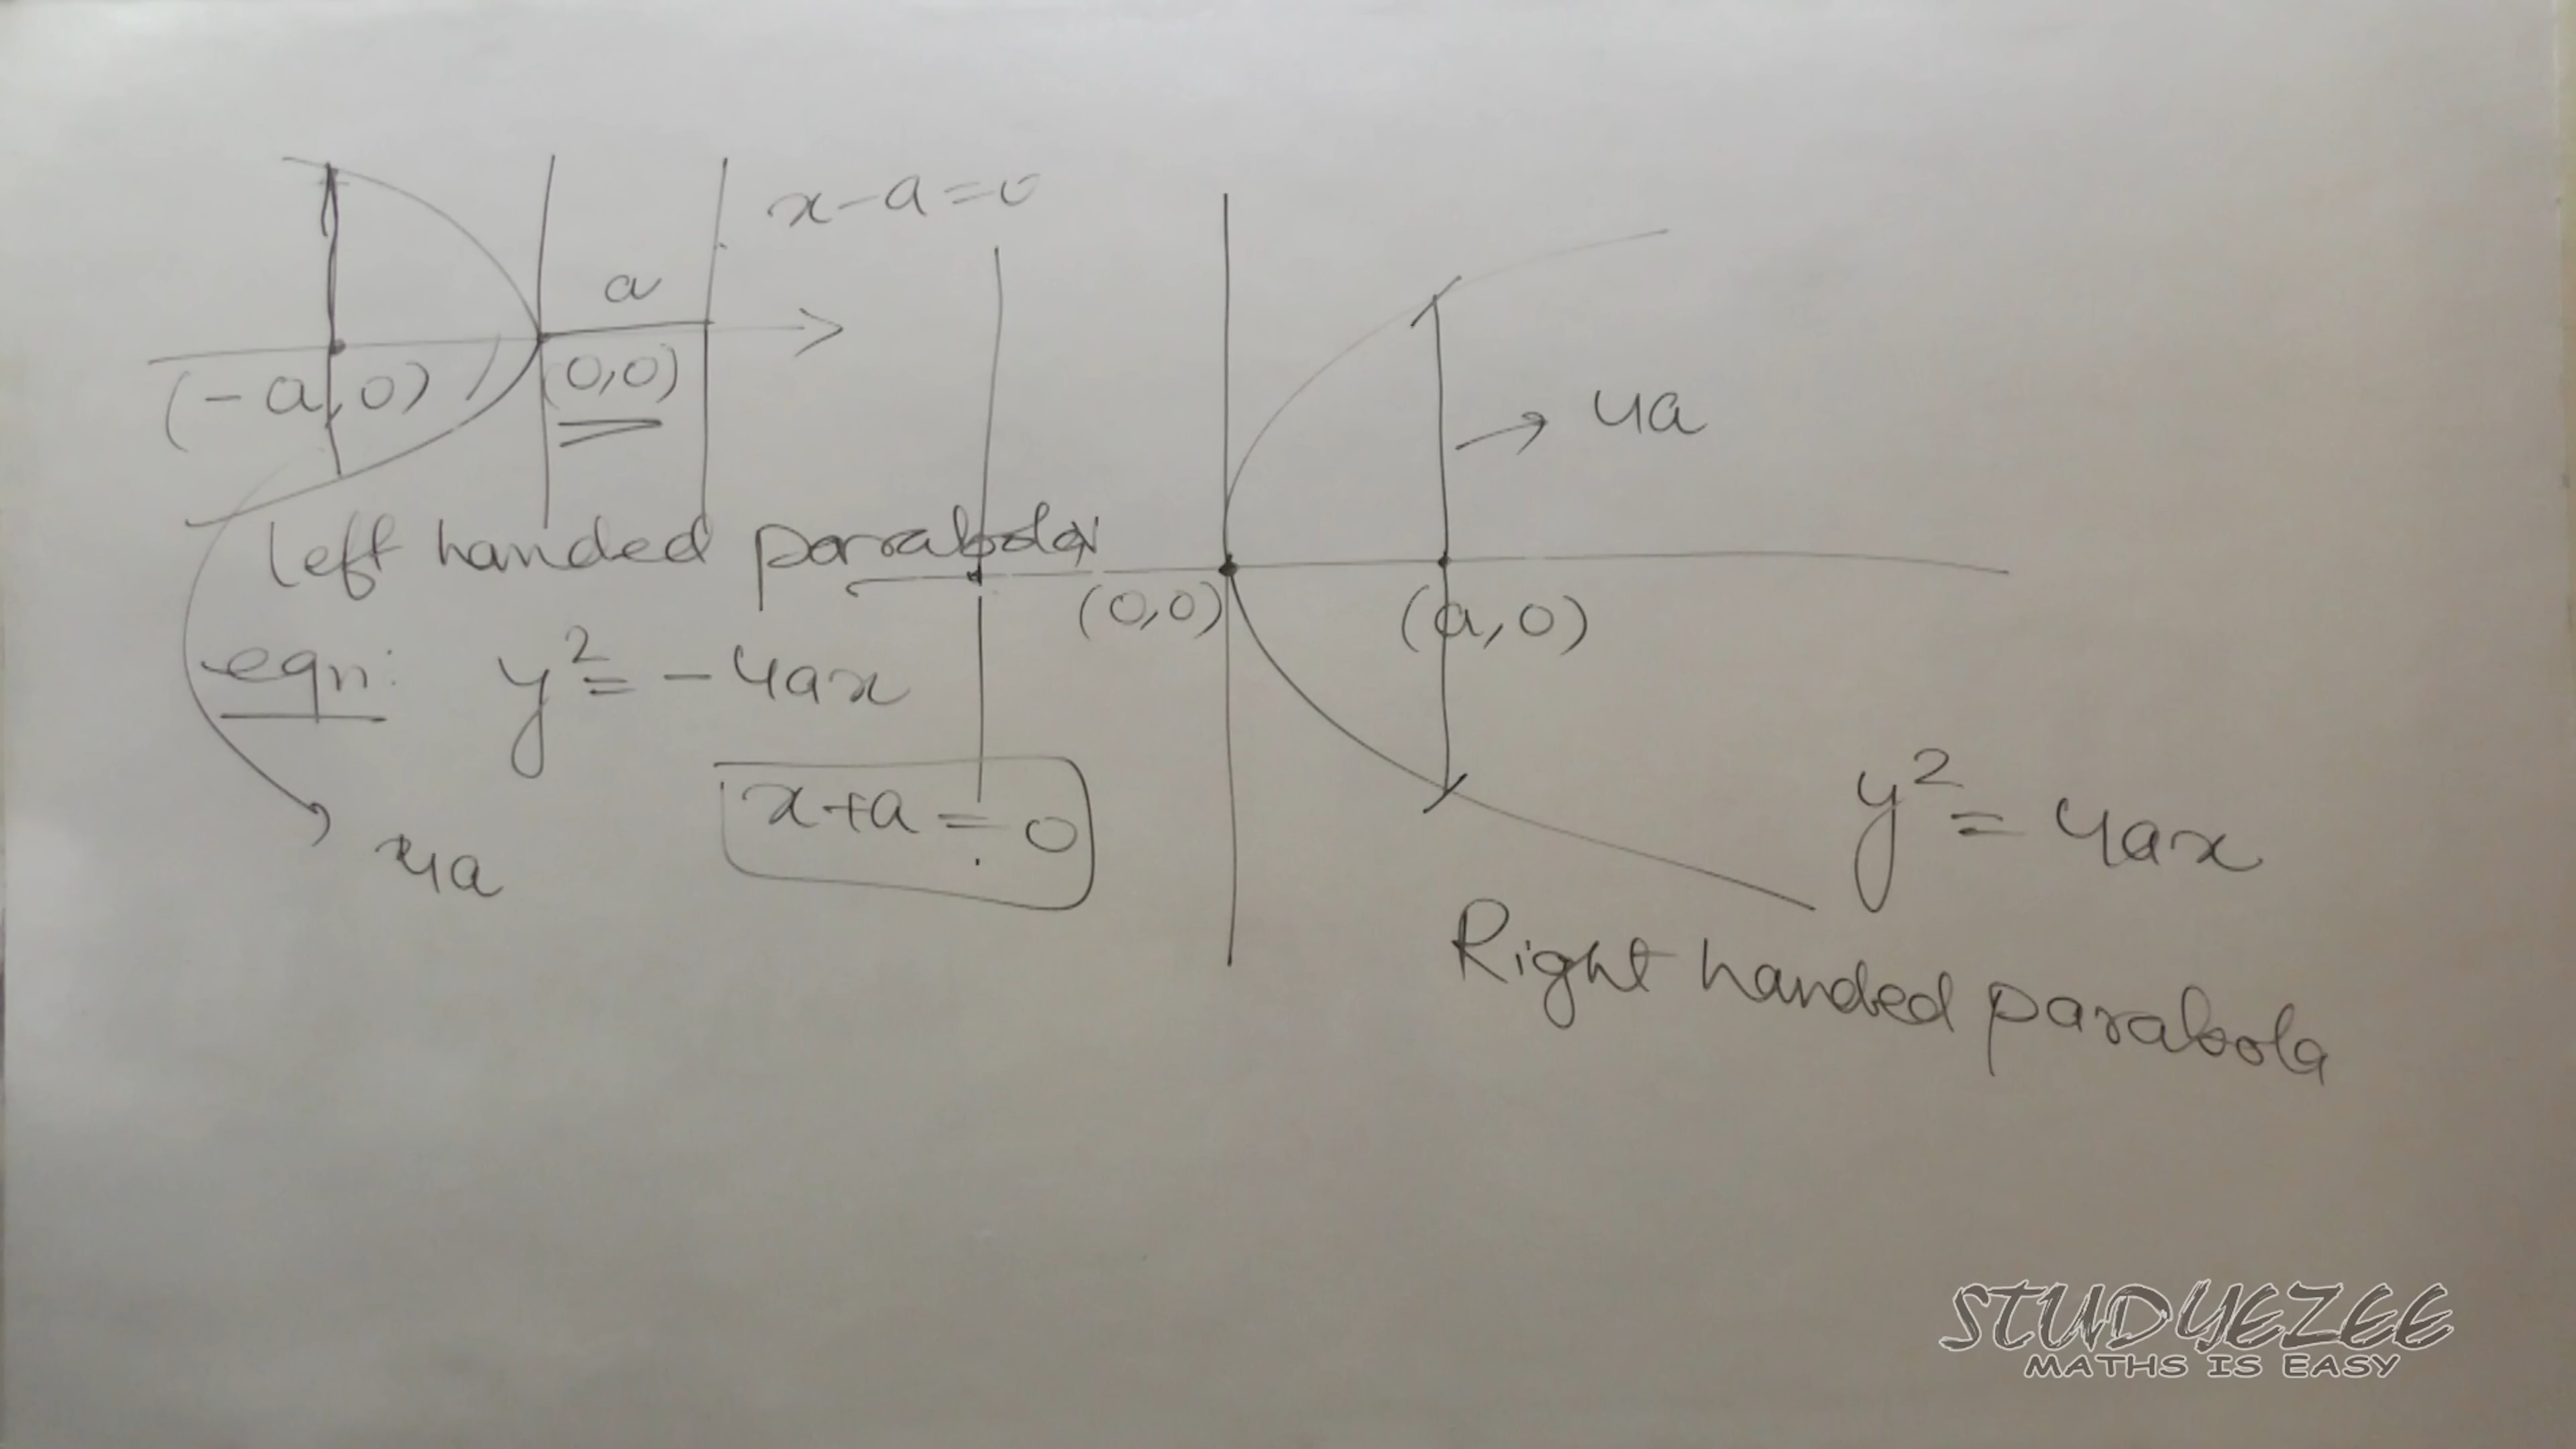 x-a=0
a
(-a,0)
(0,0)
left handed parabola
eqn: y²=-4ax
x+a=0
4a
4a
(0,0)
(a,0)
y²=4ax
Right handed parabola
STUDYEZEE
MATHS IS EASY